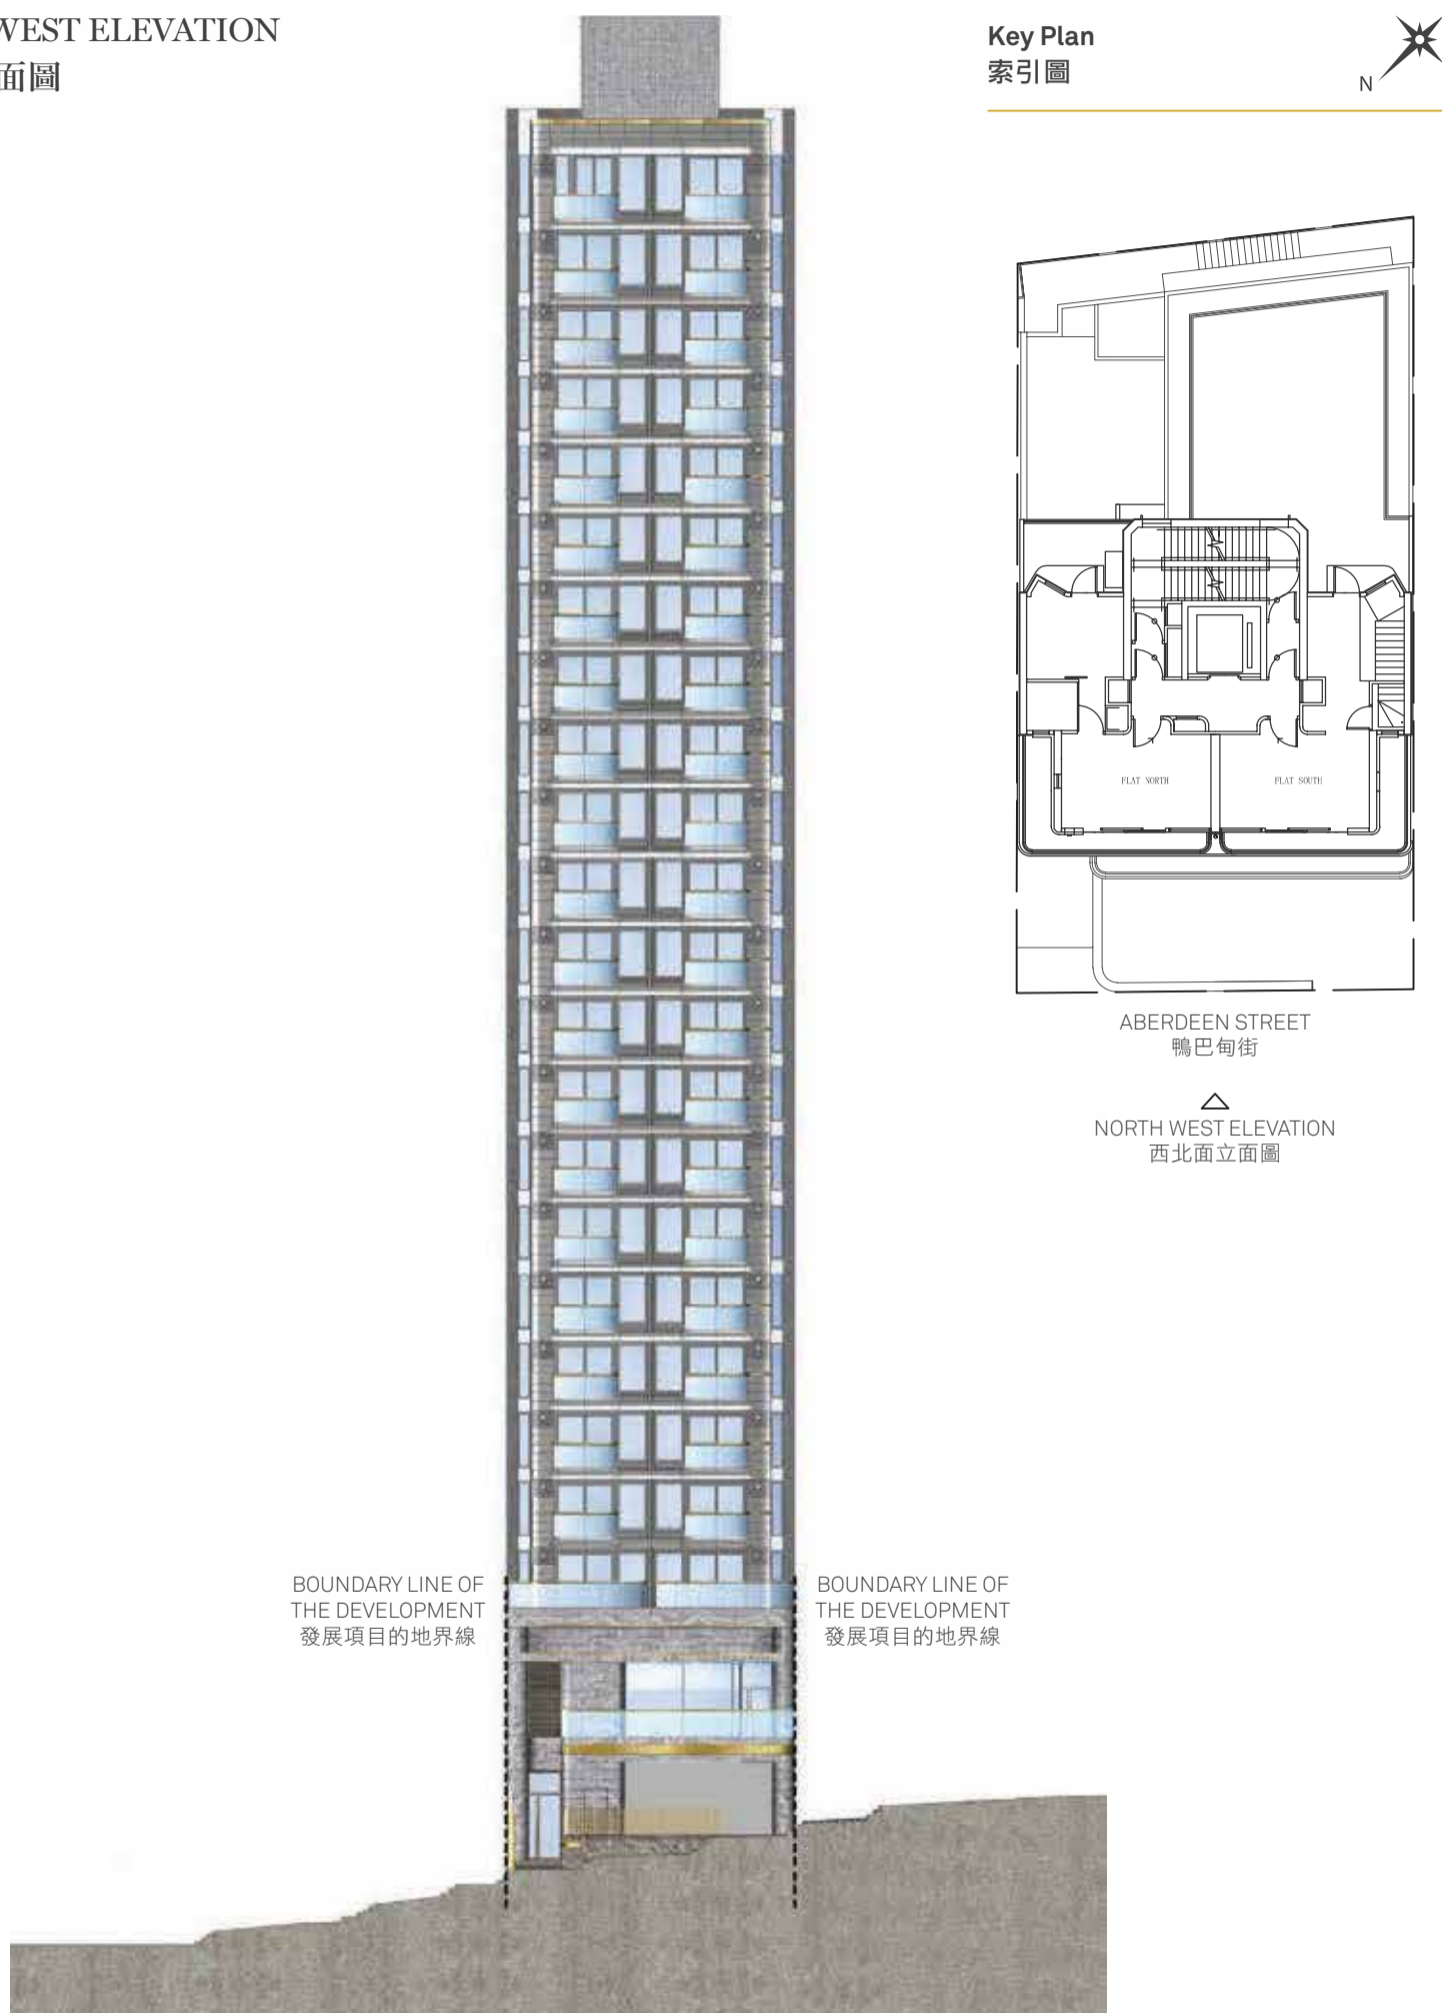 WEST ELEVATION
面圖
Key Plan
索引圖
N
FLAT NORTH
FLAT SOUTH
ABERDEEN STREET
鴨巴甸街
NORTH WEST ELEVATION
西北面立面圖
BOUNDARY LINE OF
THE DEVELOPMENT
發展項目的地界線
BOUNDARY LINE OF
THE DEVELOPMENT
發展項目的地界線